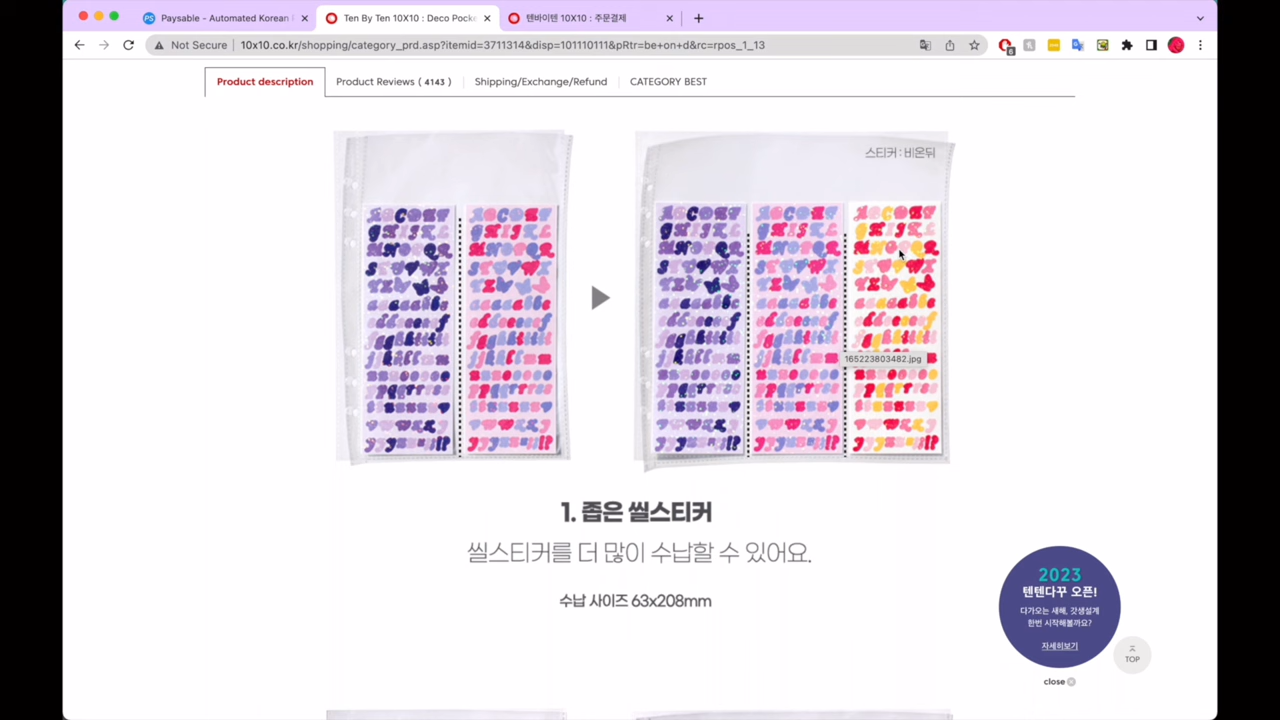 Paysable - Automated Korean
Ten By Ten 10X10 : Deco Pocke
텐바이텐 10X10 : 주문결제
Not Secure
10x10.co.kr/shopping/category_prd.asp?itemid=3711314&disp=101110111&pRtr=be+on+d&rc=rpos_1_13
Product description
Product Reviews ( 4143 )
Shipping/Exchange/Refund
CATEGORY BEST
스티커 : 비온뒤
165223803482.jpg
1. 좁은 씰스티커
씰스티커를 더 많이 수납할 수 있어요.
수납 사이즈 63x208mm
2023
텐텐다꾸 오픈!
다가오는 새해, 갓생설계
한번 시작해볼까요?
자세히보기
TOP
close